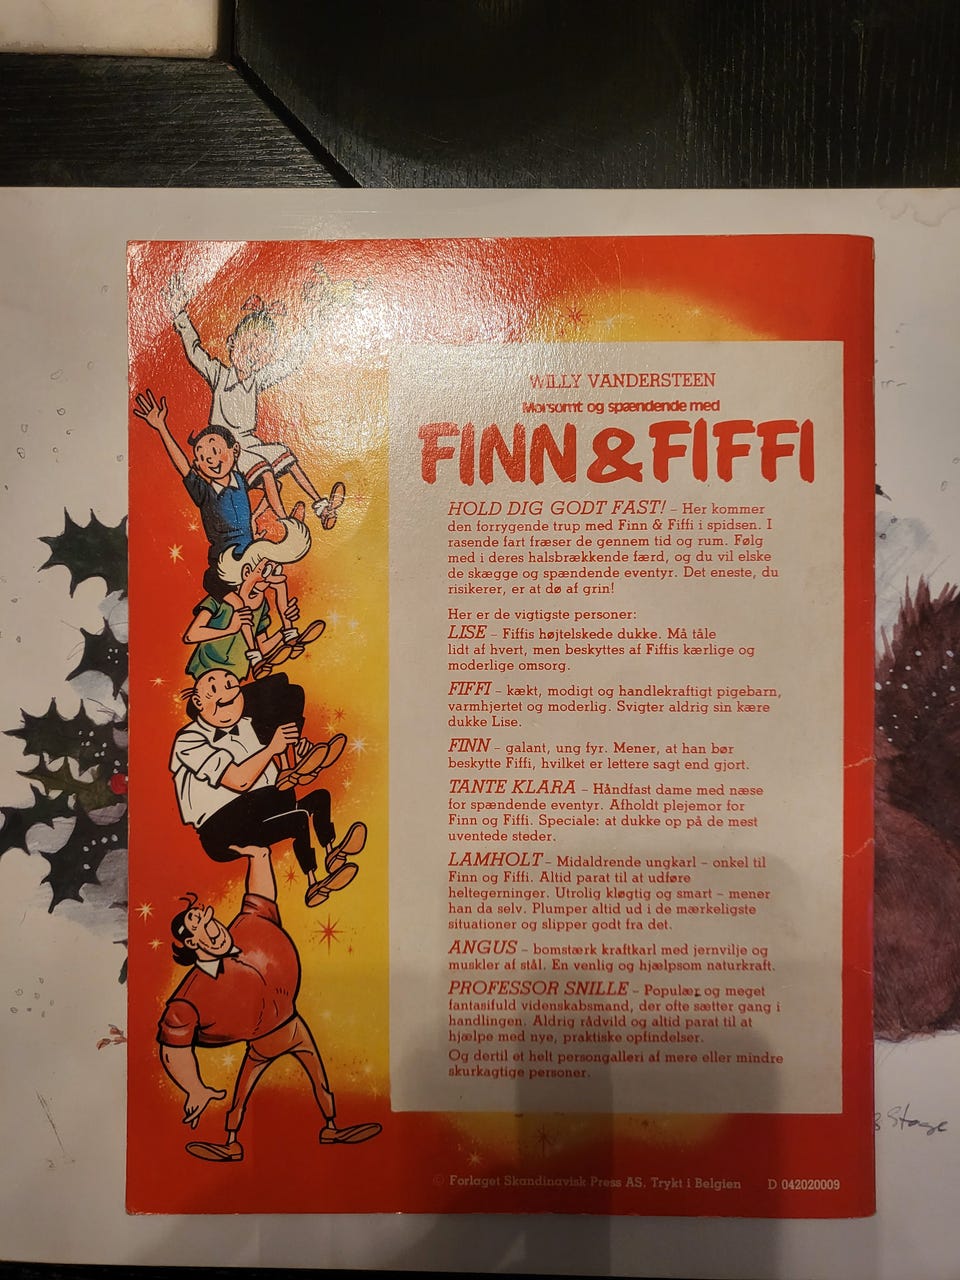 WILLY VANDERSTEEN
Morsomt og spændende med
FINN & FIFFI
HOLD DIG GODT FAST! – Her kommer
den forrygende trup med Finn & Fiffi i spidsen. I
rasende fart fræser de gennem tid og rum. Følg
med i deres halsbrækkende færd, og du vil elske
de skægge og spændende eventyr. Det eneste, du
risikerer, er at dø af grin!
Her er de vigtigste personer:
LISE – Fiffis højtelskede dukke. Må tåle
lidt af hvert, men beskyttes af Fiffis kærlige og
moderlige omsorg.
FIFFI – kækt, modigt og handlekraftigt pigebarn,
varmhjertet og moderlig. Svigter aldrig sin kære
dukke Lise.
FINN – galant, ung fyr. Mener, at han bør
beskytte Fiffi, hvilket er lettere sagt end gjort.
TANTE KLARA – Håndfast dame med næse
for spændende eventyr. Afholdt plejemor for
Finn og Fiffi. Speciale: at dukke op på de mest
uventede steder.
LAMHOLT – Midaldrende ungkarl – onkel til
Finn og Fiffi. Altid parat til at udføre
heltegerninger. Utrolig kløgtig og smart – mener
han da selv. Plumper altid ud i de mærkeligste
situationer og slipper godt fra det.
ANGUS – bomstærk kraftkarl med jernvilje og
muskler af stål. En venlig og hjælpsom naturkraft.
PROFESSOR SNILLE – Populær og meget
fantasifuld videnskabsmand, der ofte sætter gang i
handlingen. Aldrig rådvild og altid parat til at
hjælpe med nye, praktiske opfindelser.
Og dertil et helt persongalleri af mere eller mindre
skurkagtige personer.
© Forlaget Skandinavisk Press AS. Trykt i Belgien D 042020009
Stage